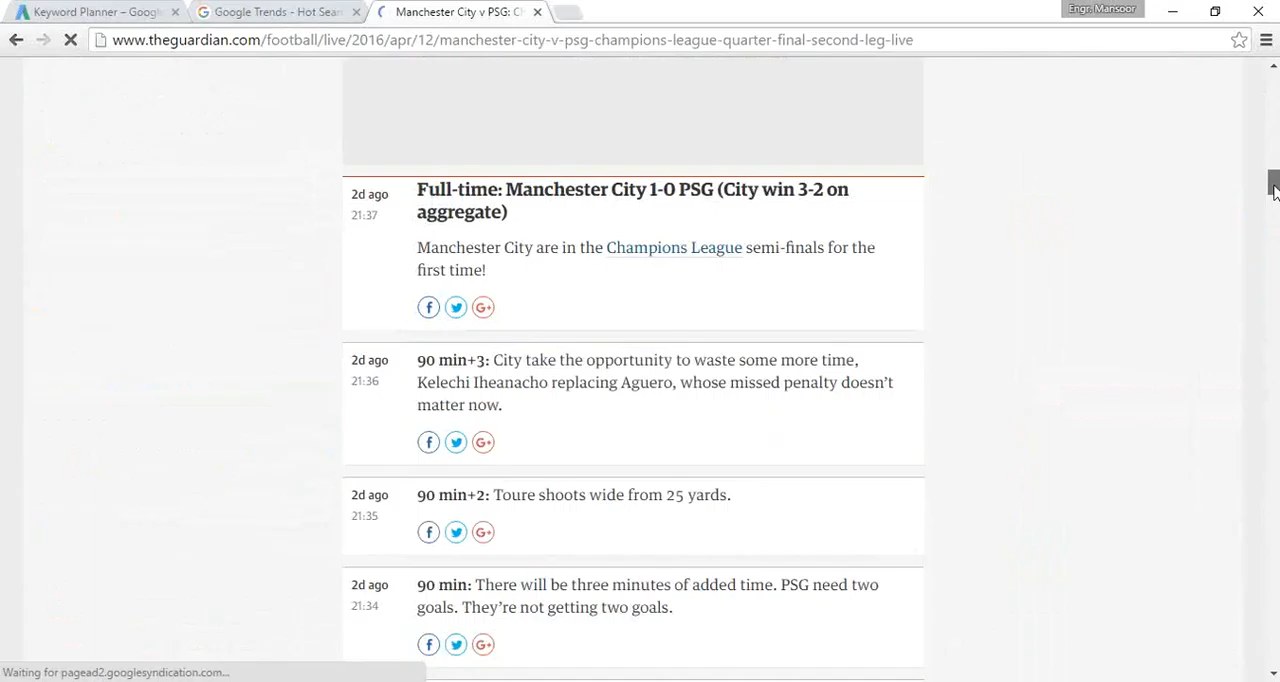 Keyword Planner – Googl
Google Trends - Hot Sear
Manchester City v PSG: Ch
Engr. Mansoor
www.theguardian.com/football/live/2016/apr/12/manchester-city-v-psg-champions-league-quarter-final-second-leg-live
2d ago
21:37
Full-time: Manchester City 1-0 PSG (City win 3-2 on
aggregate)
Manchester City are in the Champions League semi-finals for the
first time!
f
G+
2d ago
21:36
90 min+3: City take the opportunity to waste some more time,
Kelechi Iheanacho replacing Aguero, whose missed penalty doesn’t
matter now.
f
G+
2d ago
21:35
90 min+2: Toure shoots wide from 25 yards.
f
G+
2d ago
21:34
90 min: There will be three minutes of added time. PSG need two
goals. They’re not getting two goals.
f
G+
Waiting for pagead2.googlesyndication.com...